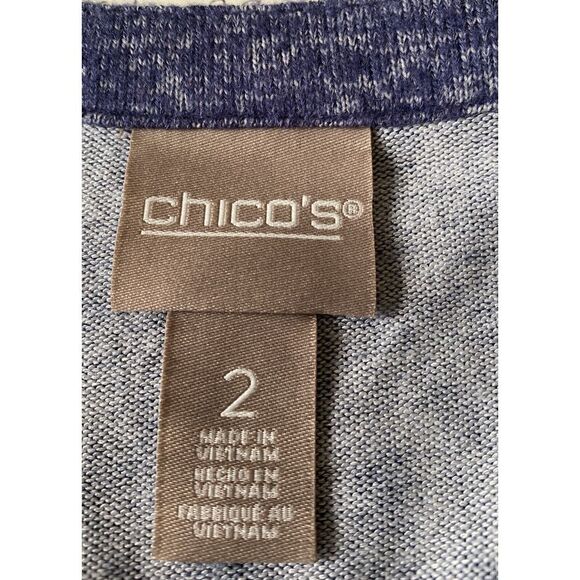 chico's®
2
MADE IN
VIETNAM
HECHO EN
VIETNAM
FABRIQUÉ AU
VIETNAM